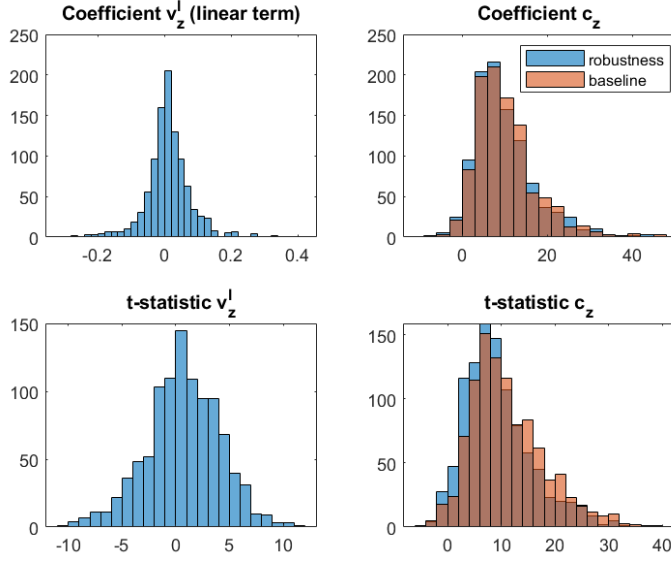 Coefficient v_z^l (linear term)
250
200
150
100
50
0
-0.2 0 0.2 0.4
Coefficient c_z
robustness
baseline
250
200
150
100
50
0
0 20 40
t-statistic v_z^l
150
100
50
0
-10 -5 0 5 10
t-statistic c_z
150
100
50
0
0 10 20 30 40